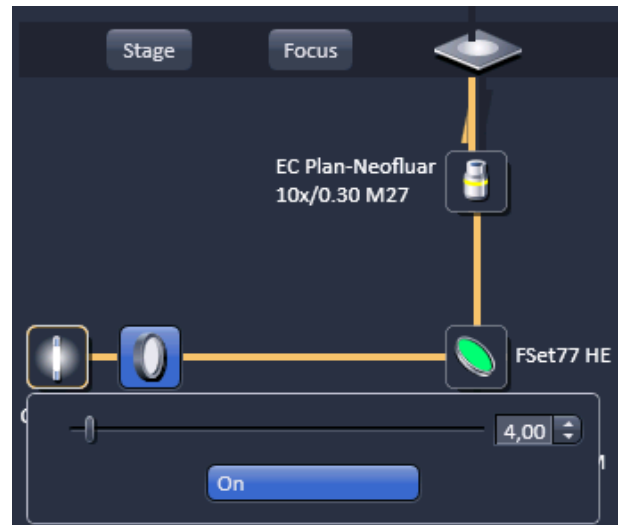 Stage
Focus
EC Plan-Neofluar
10x/0.30 M27
FSet77 HE
4,00
On